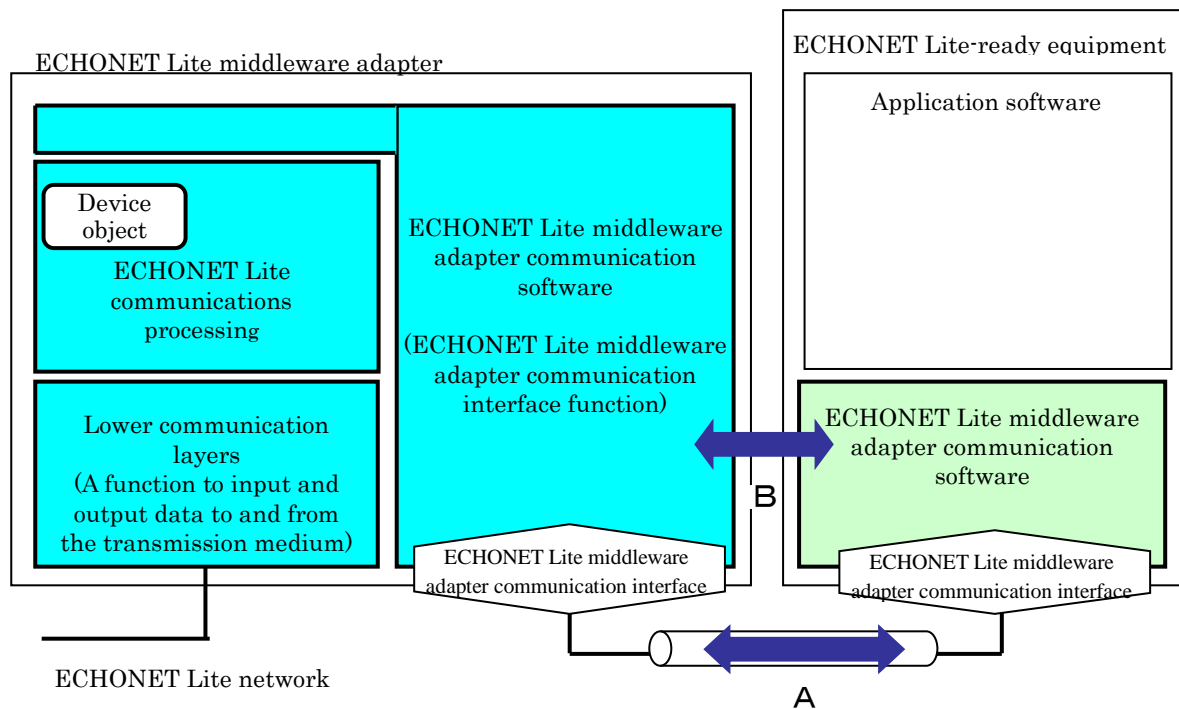 ECHONET Lite middleware adapter
Device
object
ECHONET Lite
communications
processing
Lower communication
layers
(A function to input and
output data to and from
the transmission medium)
ECHONET Lite middleware
adapter communication
software
(ECHONET Lite middleware
adapter communication
interface function)
ECHONET Lite middleware
adapter communication interface
ECHONET Lite network
B
A
ECHONET Lite-ready equipment
Application software
ECHONET Lite middleware
adapter communication
software
ECHONET Lite middleware
adapter communication interface